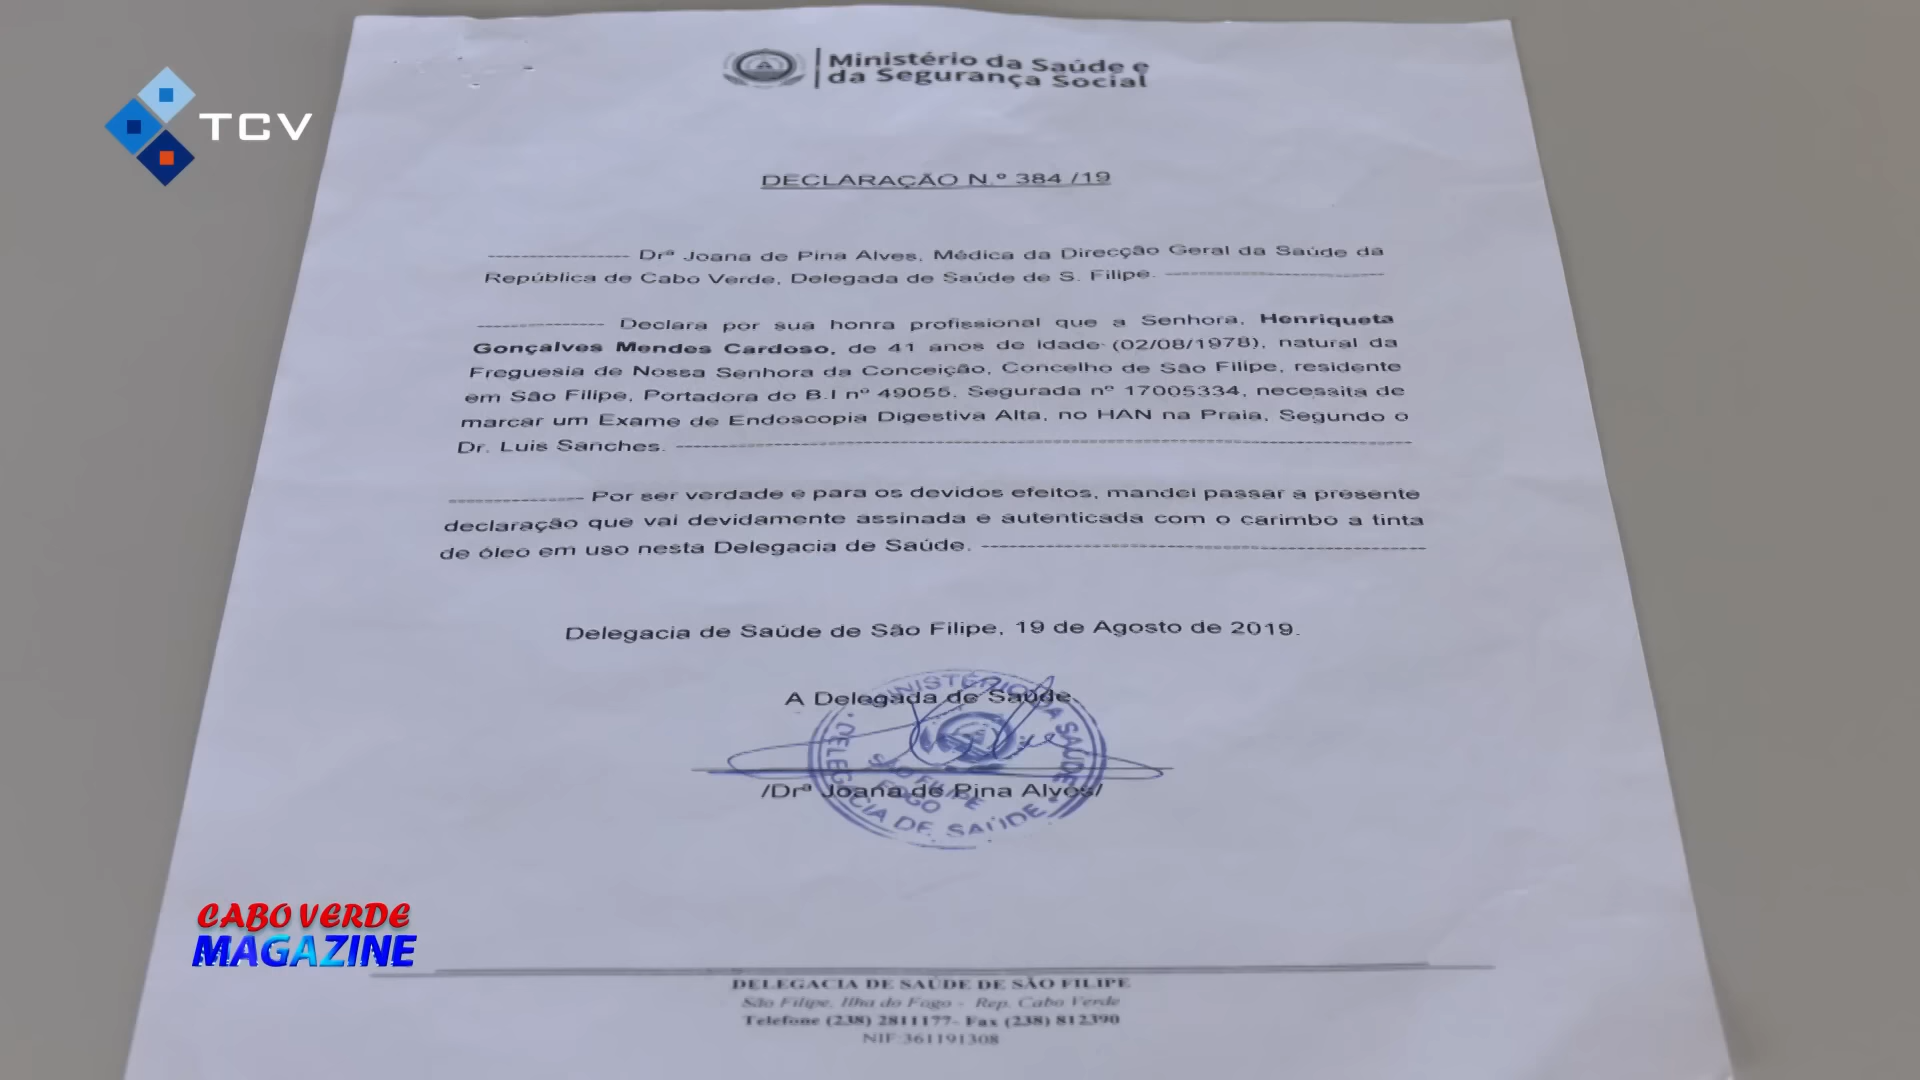 TCV
Ministério da Saúde e
da Segurança Social
DECLARAÇÃO N.º 384 /19
----------------- Drª Joana de Pina Alves, Médica da Direcção Geral da Saúde da
República de Cabo Verde, Delegada de Saúde de S. Filipe. --------------------------
---------------- Declara por sua honra profissional que a Senhora, Henriqueta
Gonçalves Mendes Cardoso, de 41 anos de idade (02/08/1978), natural da
Freguesia de Nossa Senhora da Conceição, Concelho de São Filipe, residente
em São Filipe, Portadora do B.I nº 49055, Segurada nº 17005334, necessita de
marcar um Exame de Endoscopia Digestiva Alta, no HAN na Praia, Segundo o
Dr. Luis Sanches. --------------------------------------------------------------------------
---------------- Por ser verdade e para os devidos efeitos, mandei passar a presente
declaração que vai devidamente assinada e autenticada com o carimbo a tinta
de óleo em uso nesta Delegacia de Saúde. ---------------------------------------------
Delegacia de Saúde de São Filipe, 19 de Agosto de 2019.
A Delegada de Saúde
MINISTÉRIO DA SAÚDE
SÃO FILIPE
FOGO
DELEGACIA DE SAÚDE
/Drª Joana de Pina Alves/
CABO VERDE
MAGAZINE
DELEGACIA DE SAÚDE DE SÃO FILIPE
São Filipe, Ilha do Fogo - Rep. Cabo Verde
Telefone (238) 2811177- Fax (238) 812390
NIF:361191308